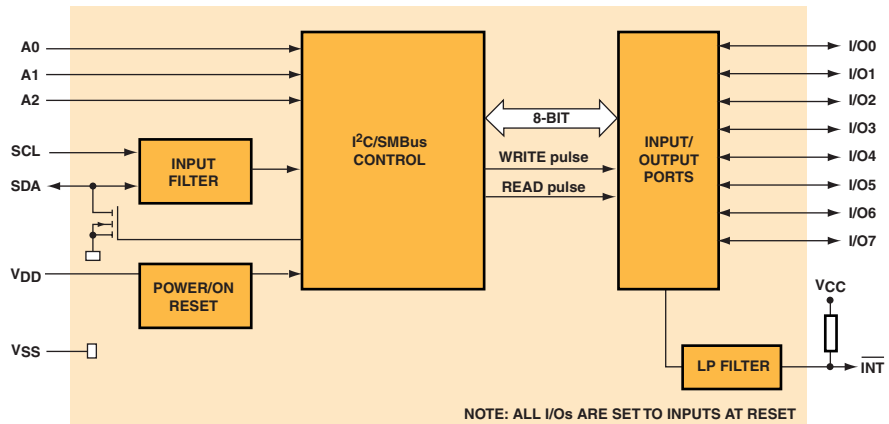 A0
A1
A2
SCL
SDA
VDD
VSS
INPUT
FILTER
POWER/ON
RESET
I²C/SMBus
CONTROL
8-BIT
WRITE pulse
READ pulse
INPUT/
OUTPUT
PORTS
I/O0
I/O1
I/O2
I/O3
I/O4
I/O5
I/O6
I/O7
VCC
LP FILTER
INT
NOTE: ALL I/Os ARE SET TO INPUTS AT RESET